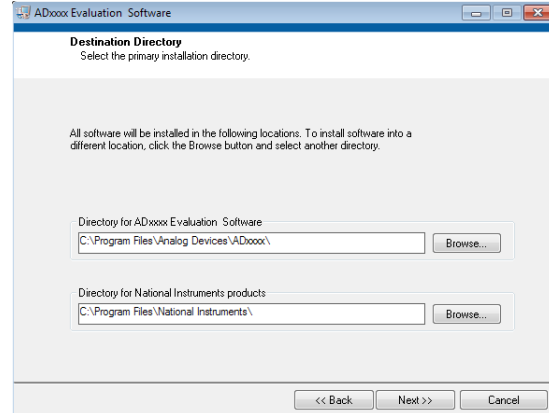 ADxxxx Evaluation Software
Destination Directory
Select the primary installation directory.
All software will be installed in the following locations. To install software into a
different location, click the Browse button and select another directory.
Directory for ADxxxx Evaluation Software
C:\Program Files\Analog Devices\ADxxxx\
Browse...
Directory for National Instruments products
C:\Program Files\National Instruments\
Browse...
<< Back
Next >>
Cancel